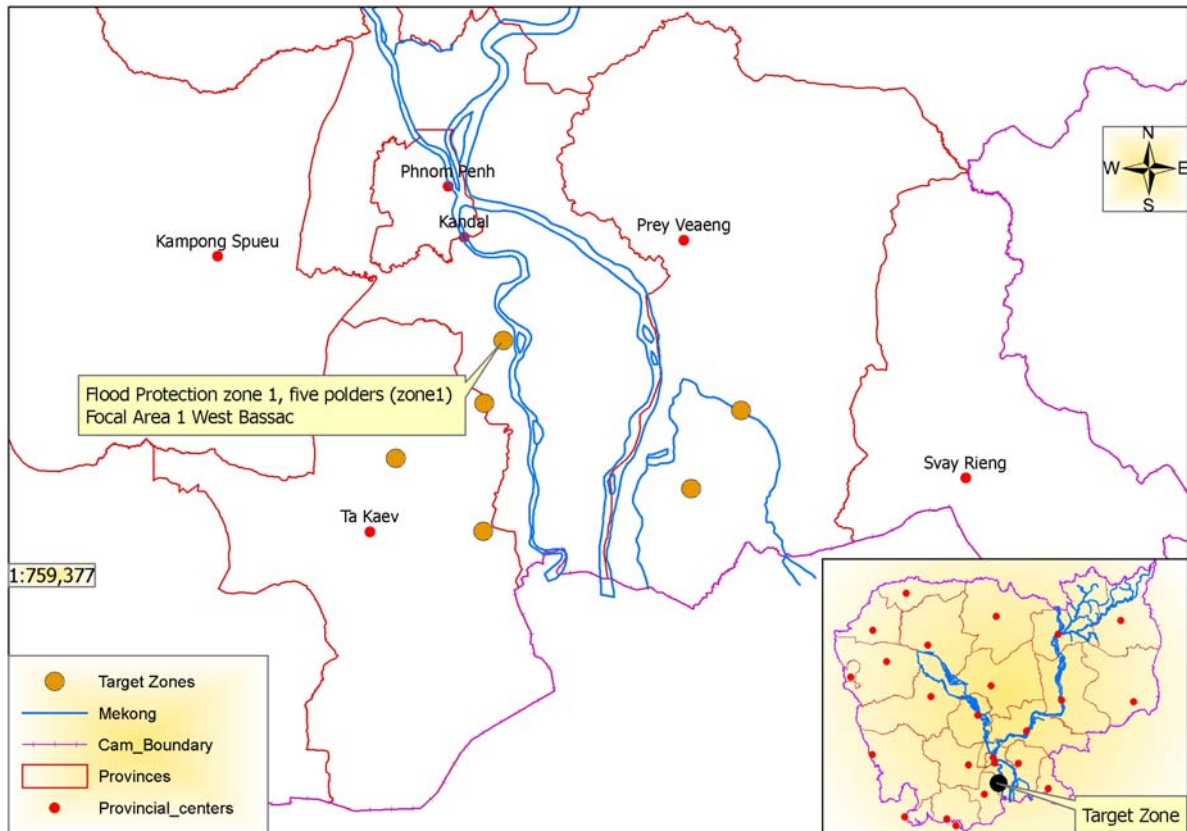 N
W E
S
Phnom Penh
Kandal
Kampong Spueu
Prey Veaeng
Flood Protection zone 1, five polders (zone1)
Focal Area 1 West Bassac
Svay Rieng
Ta Kaev
1:759,377
Target Zones
Mekong
Cam_Boundary
Provinces
Provincial_centers
Target Zone